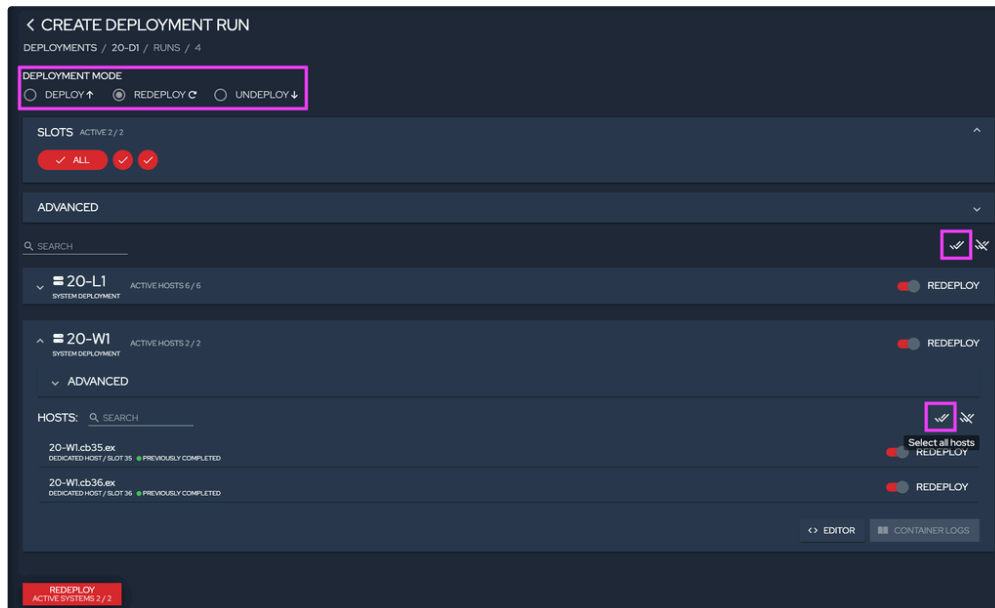 CREATE DEPLOYMENT RUN
DEPLOYMENTS / 20-D1 / RUNS / 4
DEPLOYMENT MODE
DEPLOY REDEPLOY UNDEPLOY
SLOTS ACTIVE 2 / 2
ALL
ADVANCED
SEARCH
20-L1 ACTIVE HOSTS 6 / 6 REDEPLOY
SYSTEM DEPLOYMENT
20-W1 ACTIVE HOSTS 2 / 2 REDEPLOY
SYSTEM DEPLOYMENT
ADVANCED
HOSTS: SEARCH
Select all hosts
20-W1.cb35.ex REDEPLOY
DEDICATED HOST / SLOT 35 PREVIOUSLY COMPLETED
20-W1.cb36.ex REDEPLOY
DEDICATED HOST / SLOT 36 PREVIOUSLY COMPLETED
<> EDITOR CONTAINER LOGS
REDEPLOY
ACTIVE SYSTEMS 2 / 2